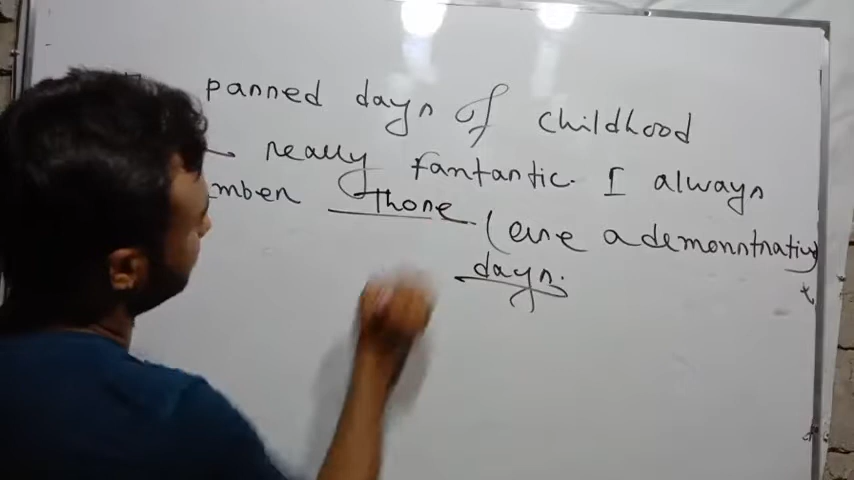 panned days of childhood
really fantastic. I always
mber those (use a demonstrative
days.